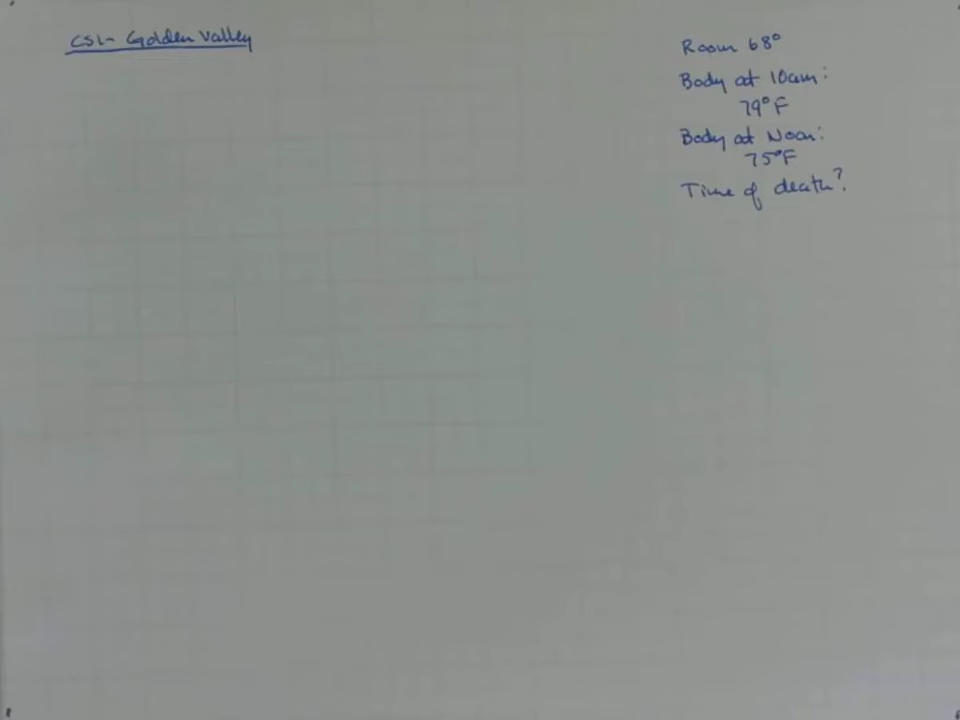 CSI- Golden Valley
Room 68°
Body at 10am:
79°F
Body at Noon:
75°F
Time of death?